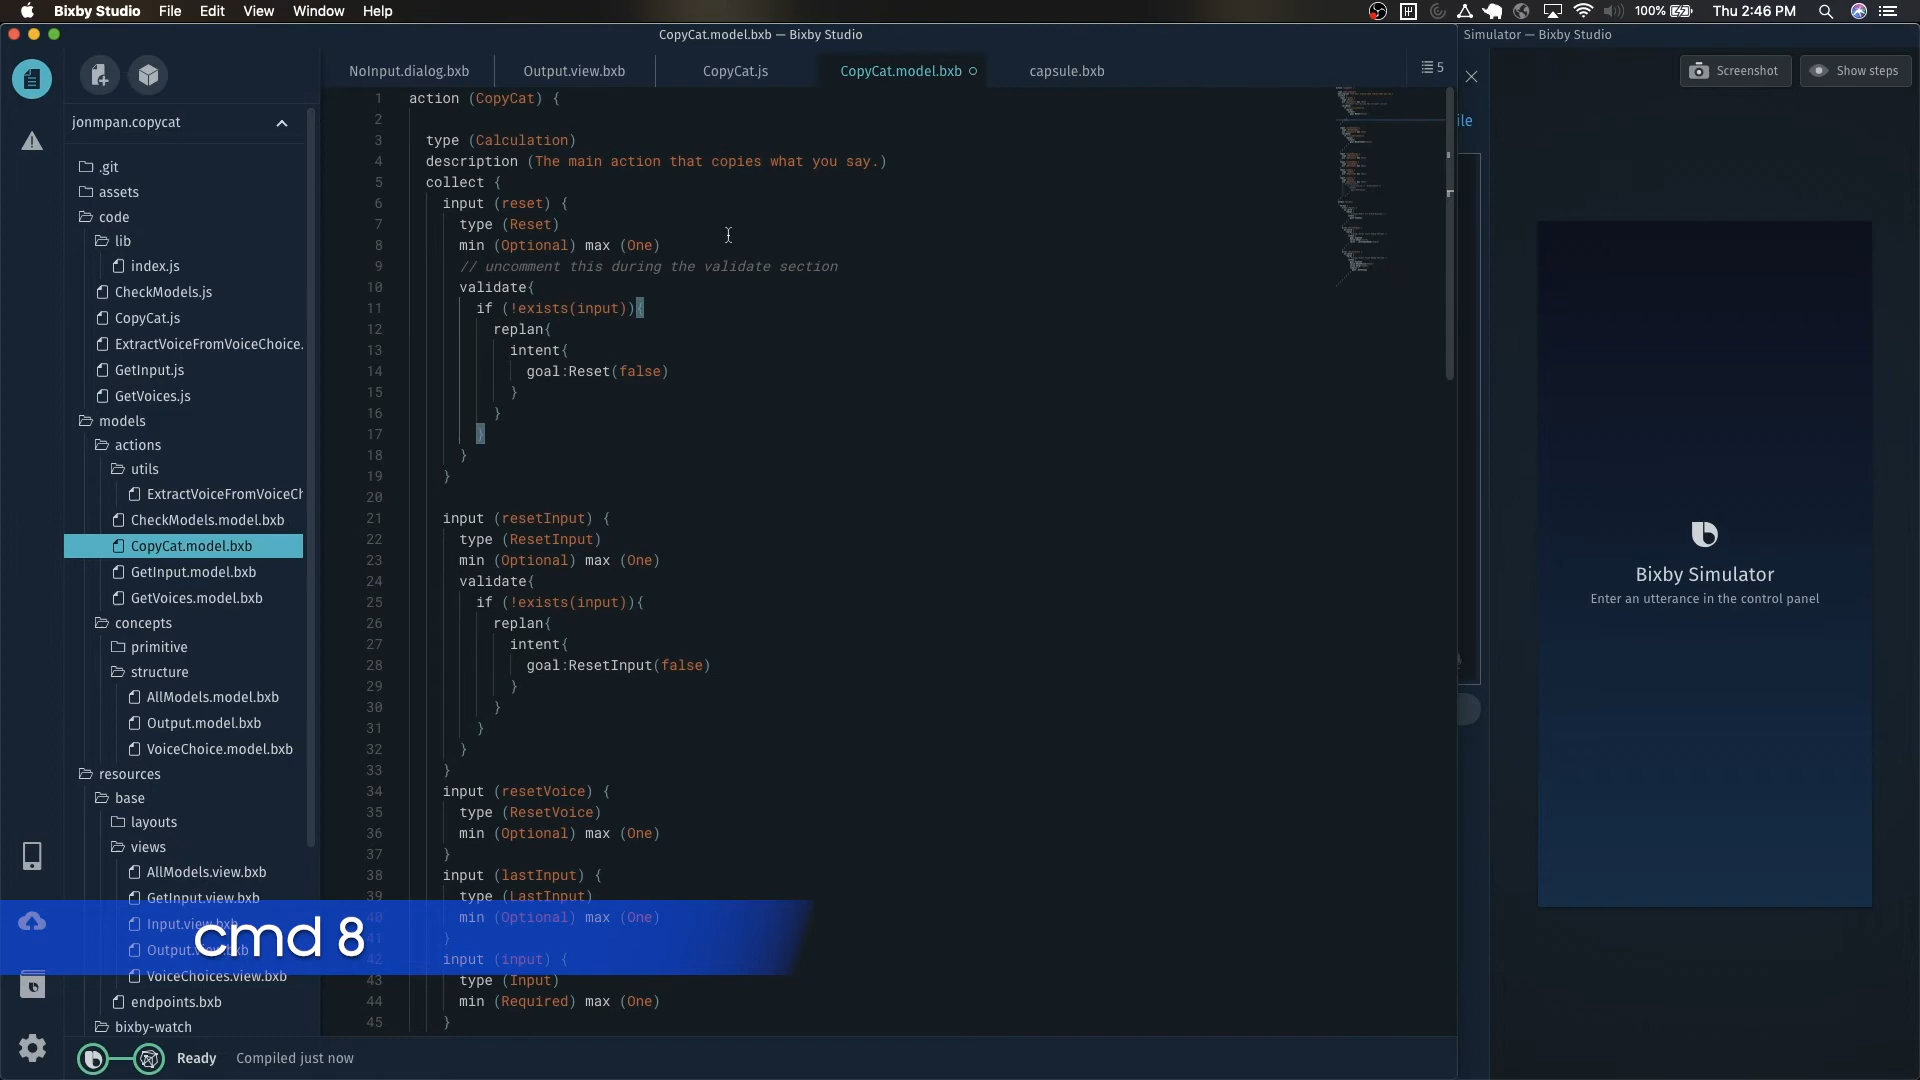 Bixby Studio File Edit View Window Help
100% Thu 2:46 PM
CopyCat.model.bxb — Bixby Studio
Simulator — Bixby Studio
NoInput.dialog.bxb Output.view.bxb CopyCat.js CopyCat.model.bxb capsule.bxb 5
Screenshot Show steps
ile
jonmpan.copycat
.git
assets
code
lib
index.js
CheckModels.js
CopyCat.js
ExtractVoiceFromVoiceChoice.
GetInput.js
GetVoices.js
models
actions
utils
ExtractVoiceFromVoiceCh
CheckModels.model.bxb
CopyCat.model.bxb
GetInput.model.bxb
GetVoices.model.bxb
concepts
primitive
structure
AllModels.model.bxb
Output.model.bxb
VoiceChoice.model.bxb
resources
base
layouts
views
AllModels.view.bxb
GetInput.view.bxb
Input.view.bxb
VoiceChoices.view.bxb
endpoints.bxb
bixby-watch
1 action (CopyCat) {
2
3 type (Calculation)
4 description (The main action that copies what you say.)
5 collect {
6 input (reset) {
7 type (Reset)
8 min (Optional) max (One)
9 // uncomment this during the validate section
10 validate{
11 if (!exists(input)){
12 replan{
13 intent{
14 goal:Reset(false)
15 }
16 }
17 }
18 }
19 }
20
21 input (resetInput) {
22 type (ResetInput)
23 min (Optional) max (One)
24 validate{
25 if (!exists(input)){
26 replan{
27 intent{
28 goal:ResetInput(false)
29 }
30 }
31 }
32 }
33 }
34 input (resetVoice) {
35 type (ResetVoice)
36 min (Optional) max (One)
37 }
38 input (lastInput) {
39 type (LastInput)
40 min (Optional) max (One)
41 }
42 input (input) {
43 type (Input)
44 min (Required) max (One)
45 }
cmd 8
Ready Compiled just now
Bixby Simulator
Enter an utterance in the control panel